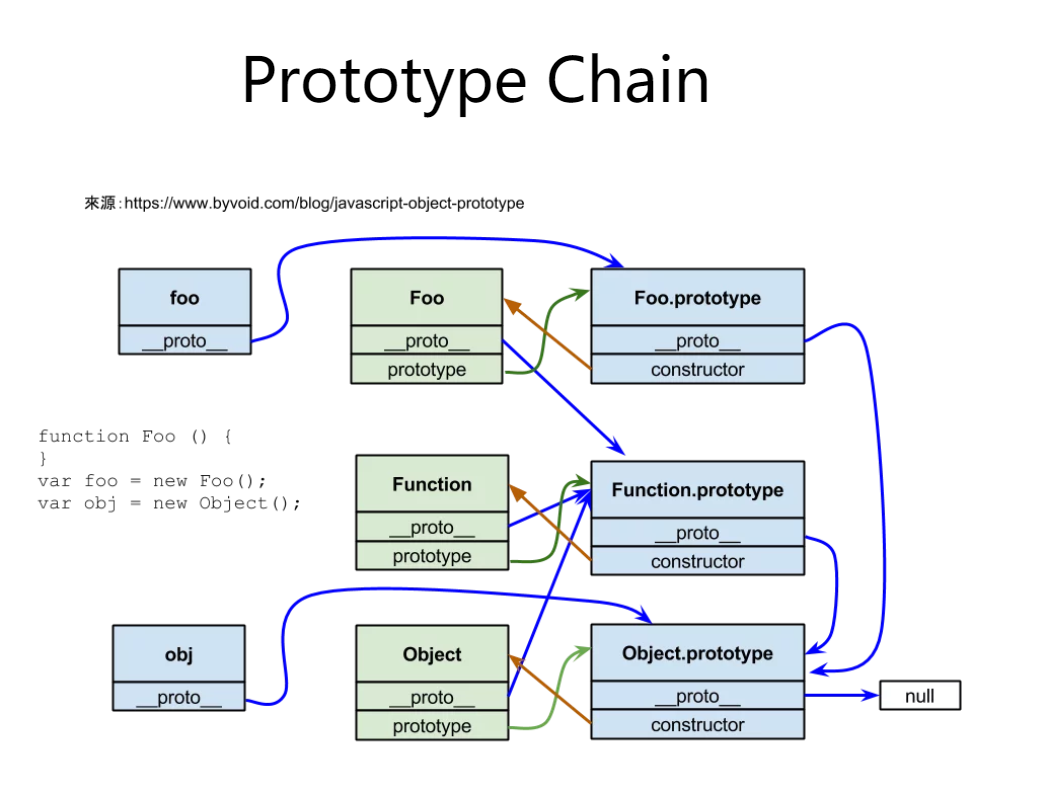 Prototype Chain
來源：https://www.byvoid.com/blog/javascript-object-prototype
foo
__proto__
Foo
__proto__
prototype
Foo.prototype
__proto__
constructor
function Foo () {
}
var foo = new Foo();
var obj = new Object();
Function
__proto__
prototype
Function.prototype
__proto__
constructor
obj
__proto__
Object
__proto__
prototype
Object.prototype
__proto__
constructor
null